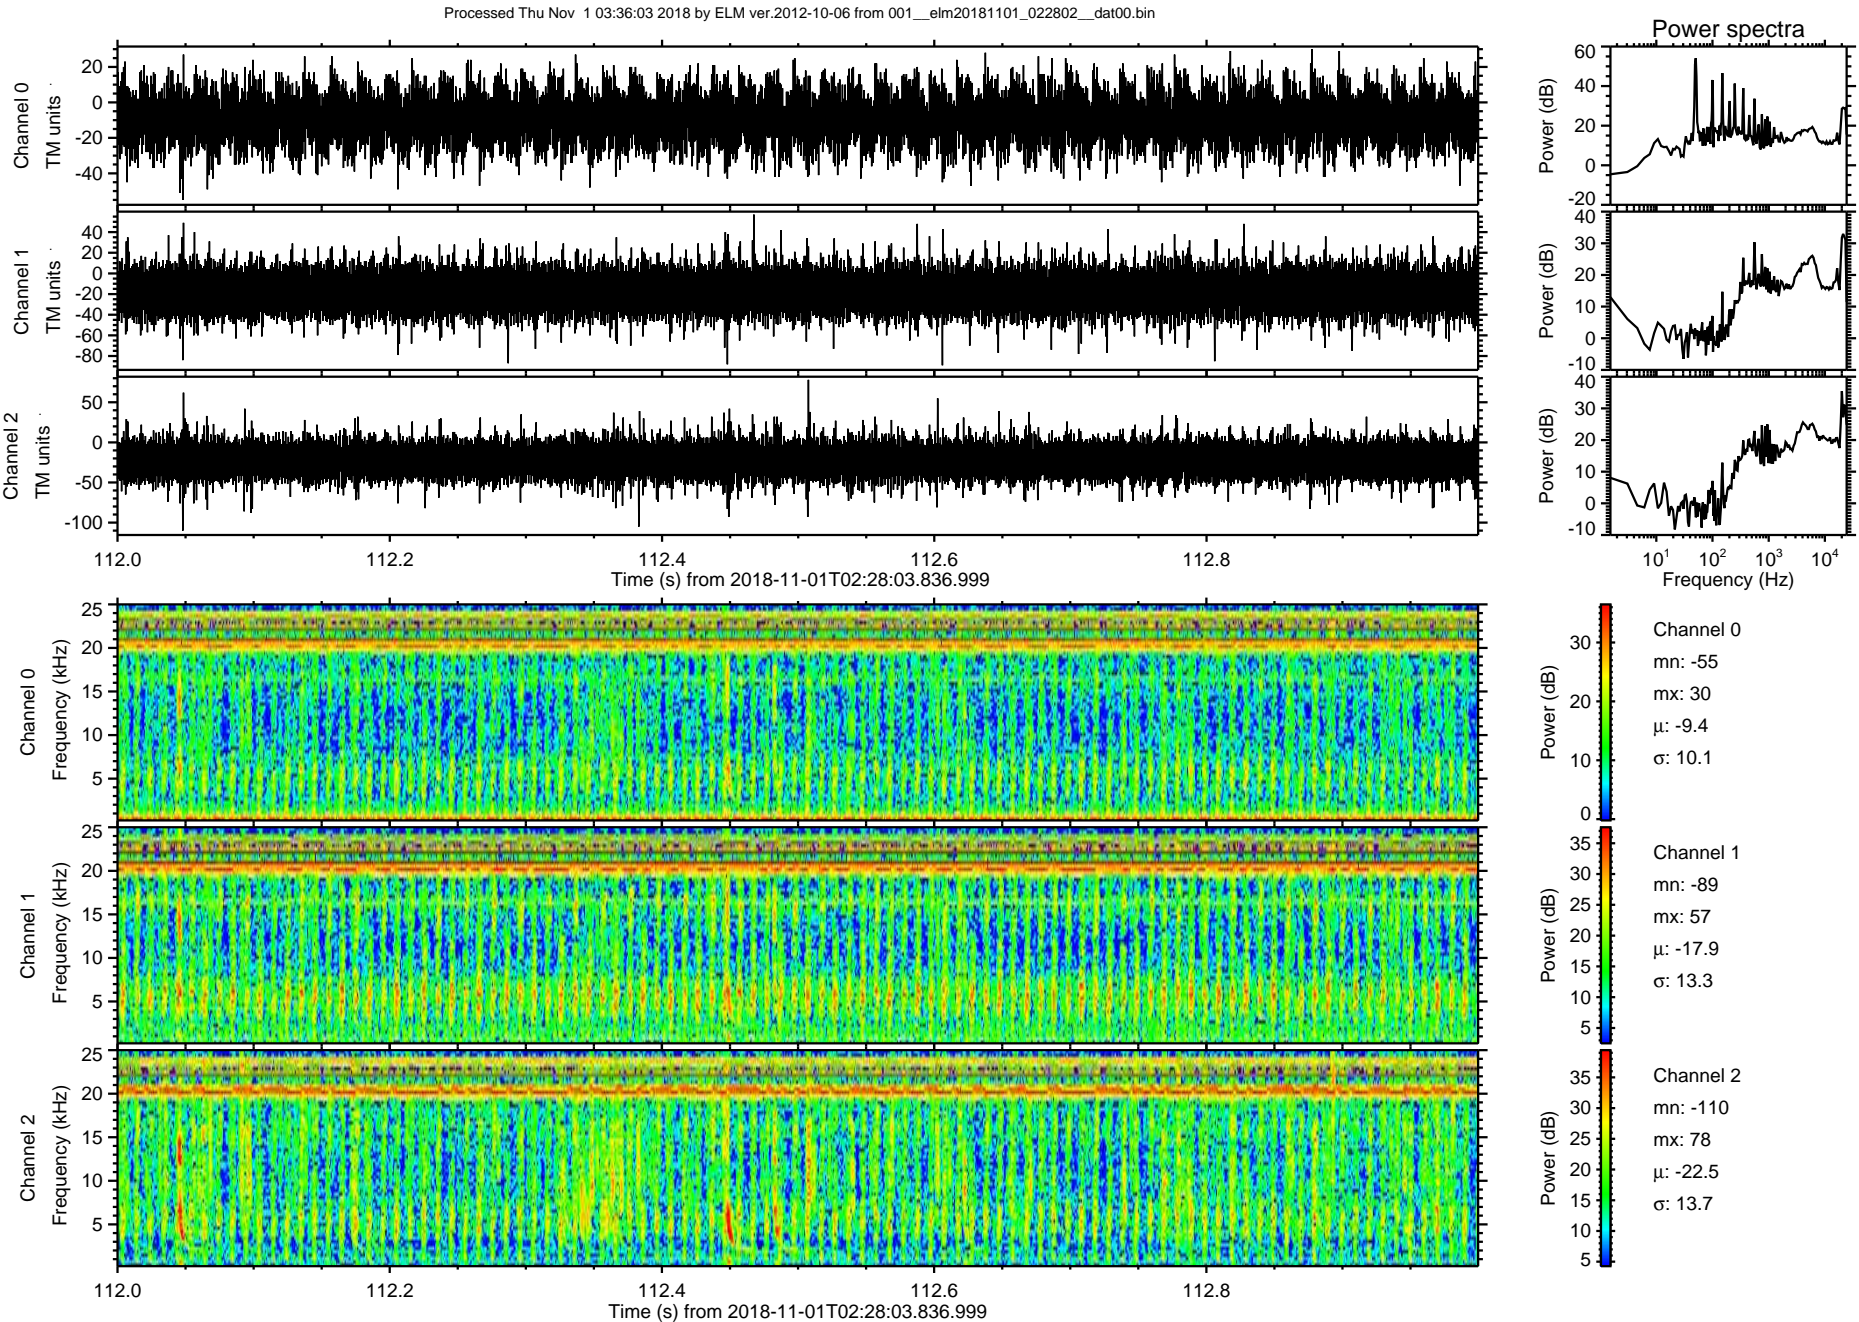 Processed Thu Nov  1 03:36:03 2018 by ELM ver.2012-10-06 from 001__elm20181101_022802__dat00.bin
Power spectra
Channel 0
TM units
20
0
-20
-40
Power (dB)
60
40
20
0
-20
Channel 1
TM units
40
20
0
-20
-40
-60
-80
Power (dB)
40
30
20
10
0
-10
Channel 2
TM units
50
0
-50
-100
Power (dB)
40
30
20
10
0
-10
112.0 112.2 112.4 112.6 112.8
Time (s) from 2018-11-01T02:28:03.836.999
10¹ 10² 10³ 10⁴
Frequency (Hz)
Channel 0
Frequency (kHz)
25
20
15
10
5
Power (dB)
30
20
10
0
Channel 0
mn: -55
mx: 30
μ: -9.4
σ: 10.1
Channel 1
Frequency (kHz)
25
20
15
10
5
Power (dB)
35
30
25
20
15
10
5
Channel 1
mn: -89
mx: 57
μ: -17.9
σ: 13.3
Channel 2
Frequency (kHz)
25
20
15
10
5
Power (dB)
35
30
25
20
15
10
5
Channel 2
mn: -110
mx: 78
μ: -22.5
σ: 13.7
112.0 112.2 112.4 112.6 112.8
Time (s) from 2018-11-01T02:28:03.836.999